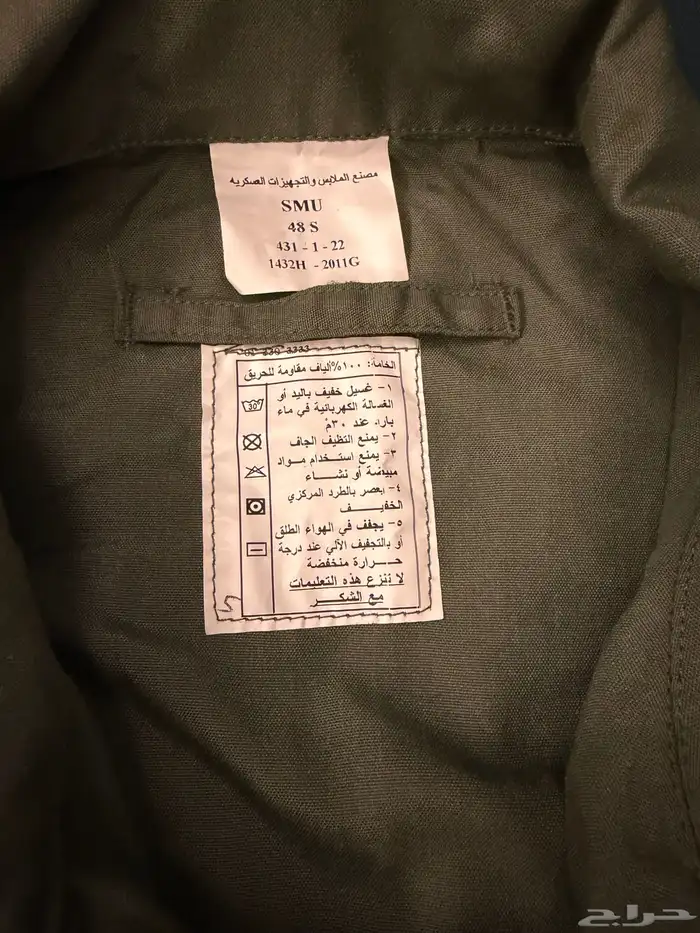 مصنع الملابس والتجهيزات العسكريه
SMU
48 S
431 - 1 - 22
1432H - 2011G
الخامة: ١٠٠% ألياف مقاومة للحريق
١- غسيل خفيف باليد أو
الغسالة الكهربائية في ماء
بارد عند ٣٠م°
30
٢- يمنع التظيف الجاف
٣- يمنع إستخدام مواد
مبيضة أو نشاء
٤- يعصر بالطرد المركزي
الخفيف
٥- يجفف في الهواء الطلق
أو بالتجفيف الآلي عند درجة
حرارة منخفضة
لا تنزع هذه التعليمات
مع الشكر
حراج